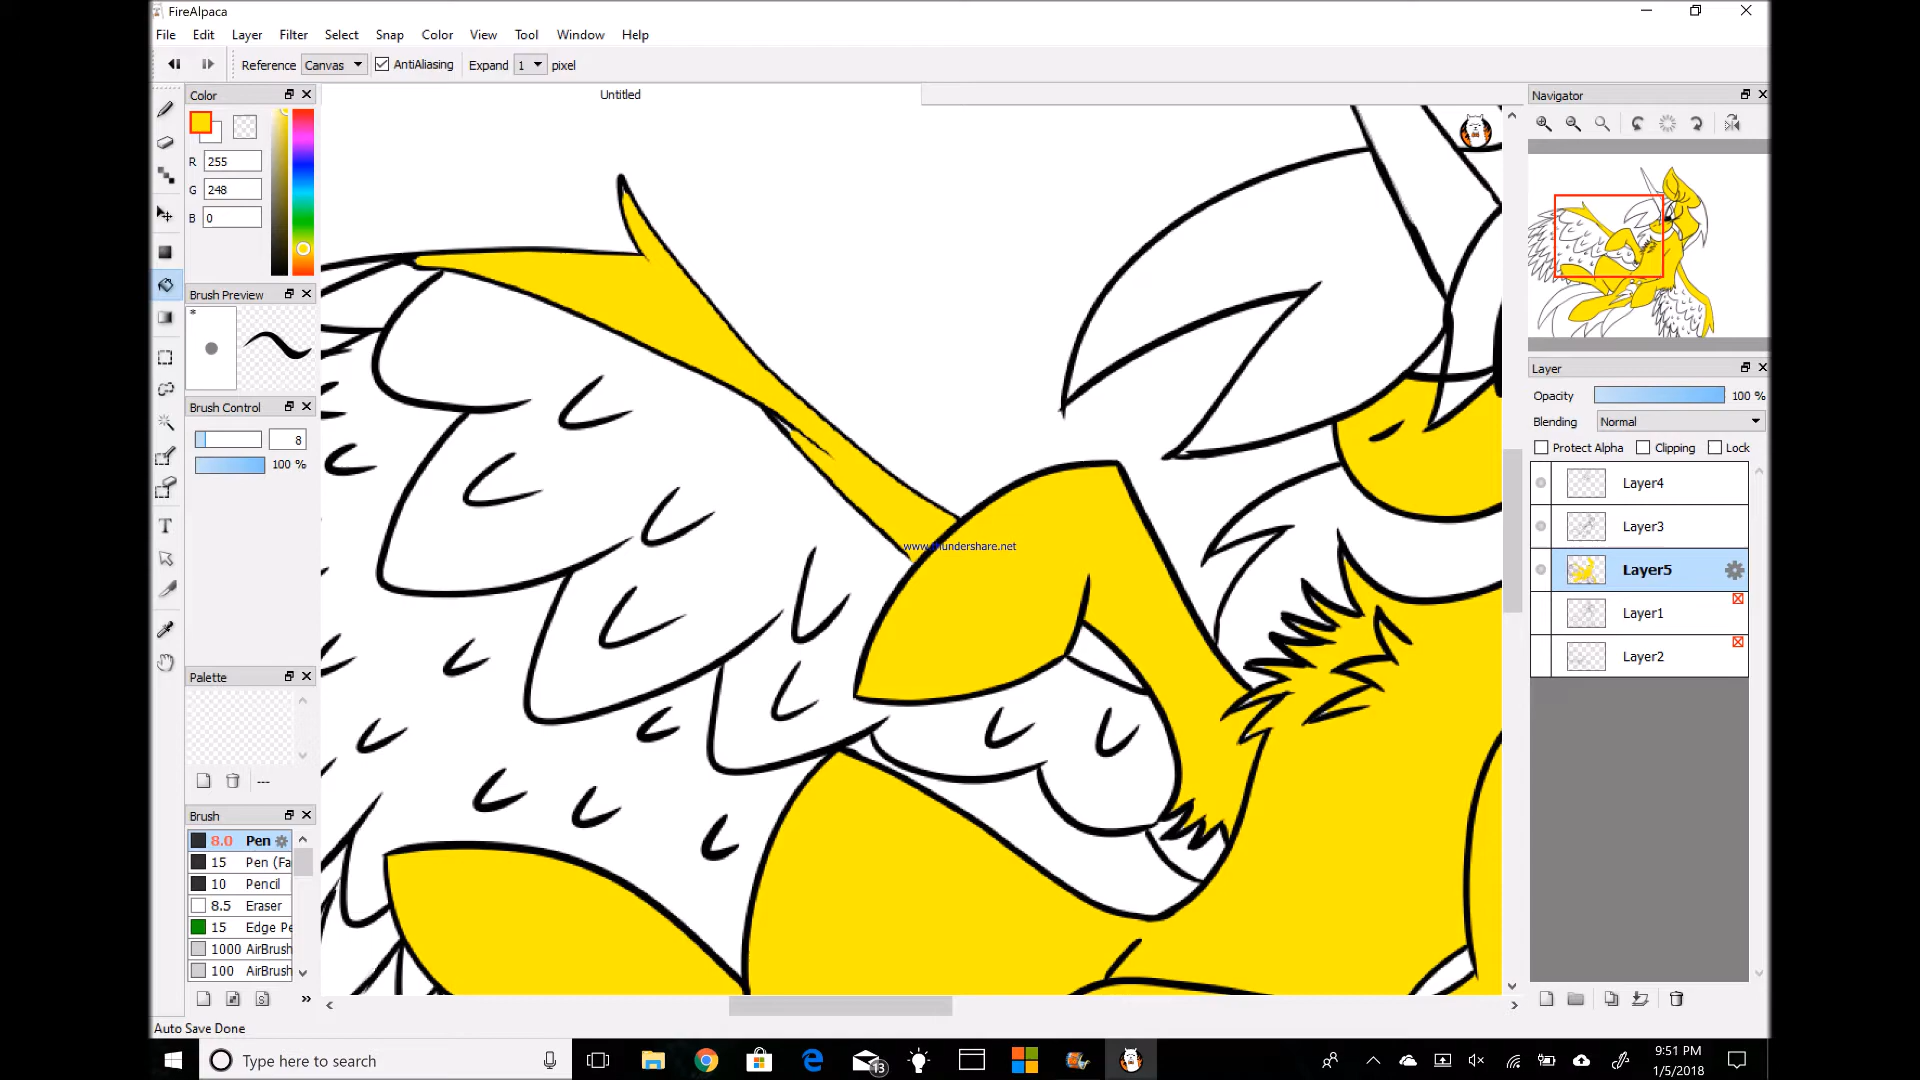 FireAlpaca
File Edit Layer Filter Select Snap Color View Tool Window Help
Reference Canvas AntiAliasing Expand 1 pixel
Untitled
Color
R 255
G 248
B 0
Brush Preview
*
Brush Control
8
100 %
Palette
---
Brush
8.0 Pen
15 Pen (Fa
10 Pencil
8.5 Eraser
15 Edge Pe
1000 AirBrush
100 AirBrush
T
S
»
Navigator
Layer
Opacity 100 %
Blending Normal
Protect Alpha Clipping Lock
Layer4
Layer3
Layer5
Layer1
Layer2
www.thundershare.net
Auto Save Done
Type here to search
13
9:51 PM
1/5/2018